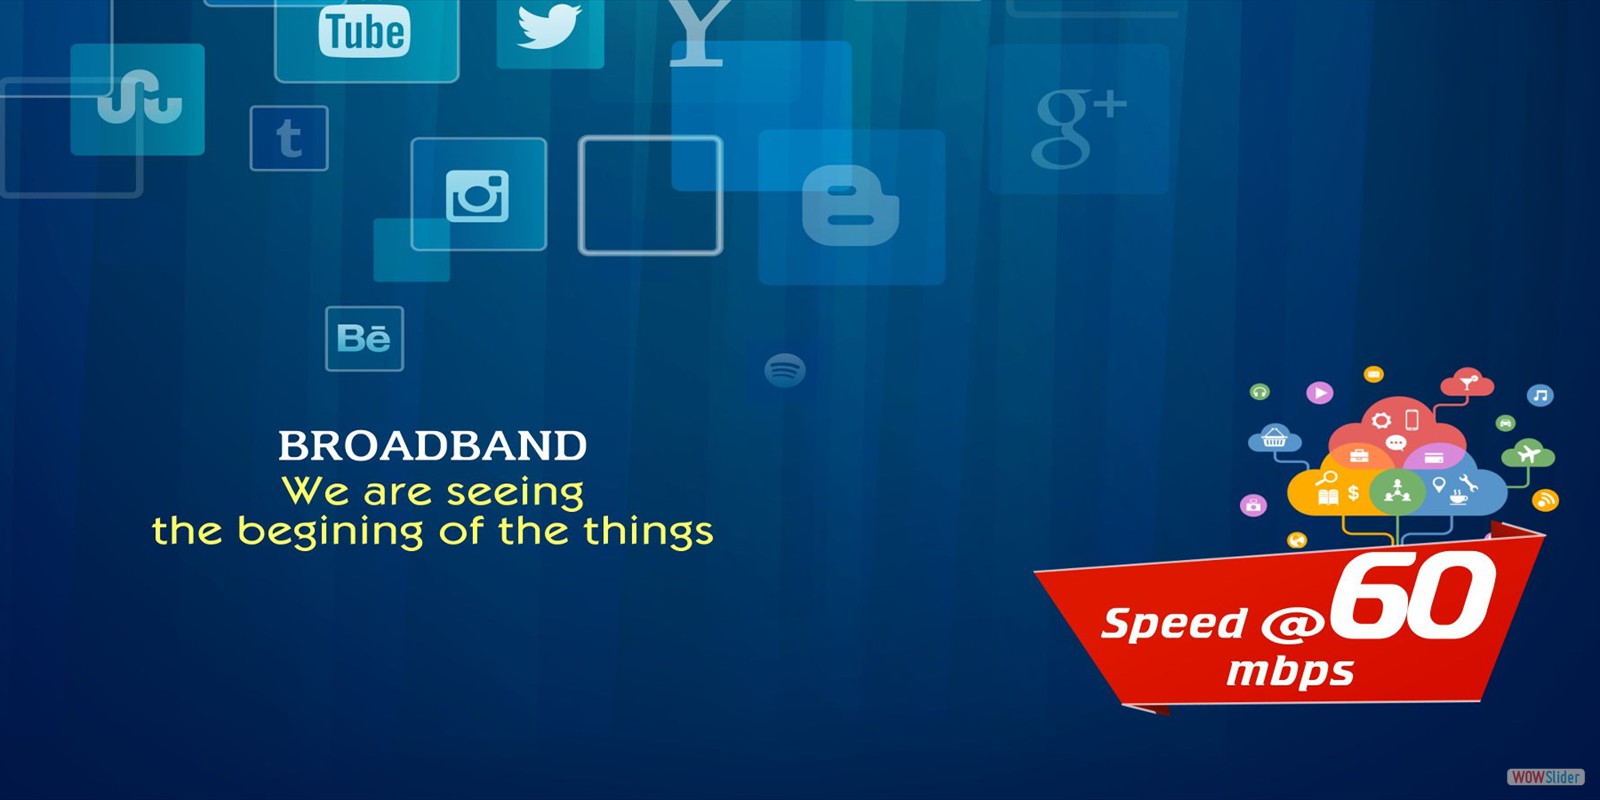 Tube
Y
t
g+
Bē
BROADBAND
We are seeing
the begining of the things
$
Speed @60
mbps
WOWSlider